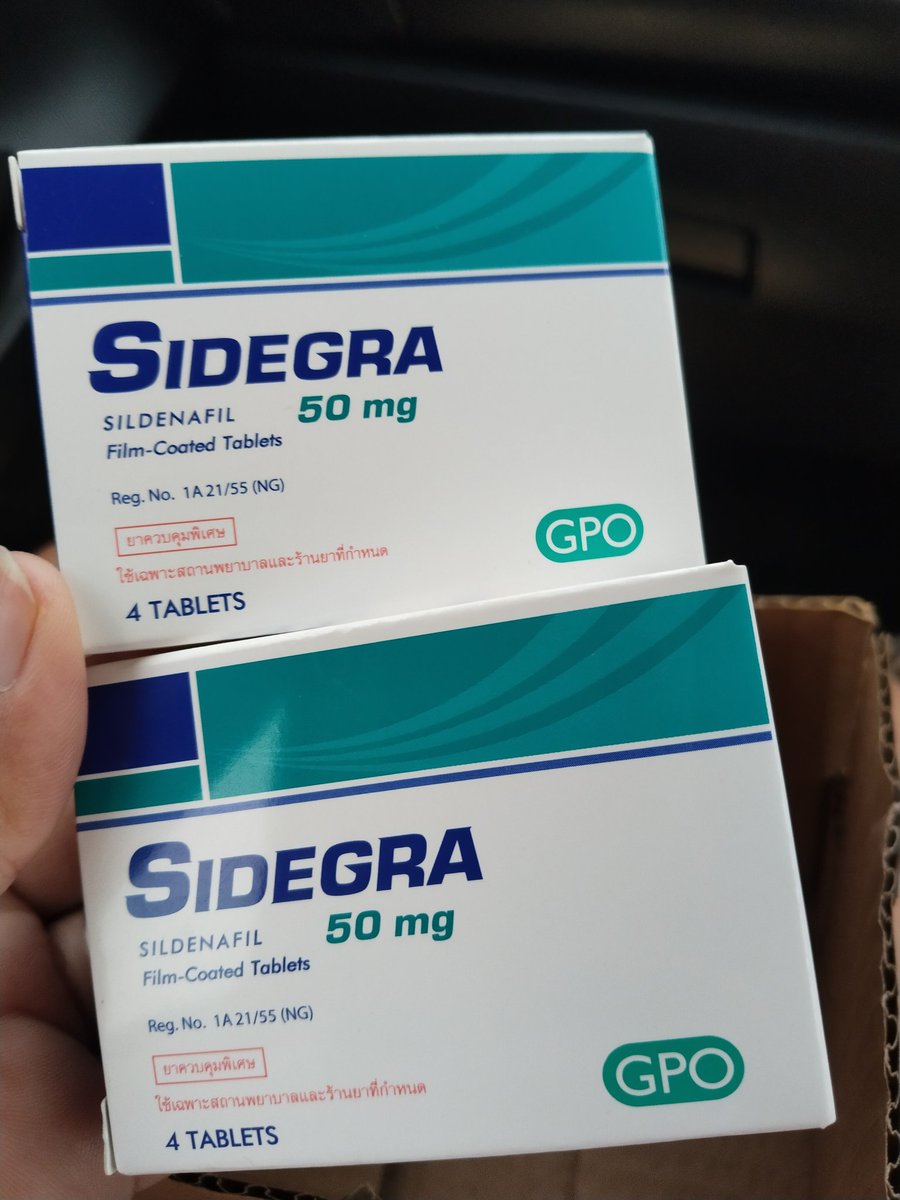 SIDEGRA
50 mg
SILDENAFIL
Film-Coated Tablets
Reg. No. 1A 21/55 (NG)
ยาควบคุมพิเศษ
ใช้เฉพาะสถานพยาบาลและร้านยาที่กำหนด
4 TABLETS
GPO
SIDEGRA
50 mg
SILDENAFIL
Film-Coated Tablets
Reg. No. 1A 21/55 (NG)
ยาควบคุมพิเศษ
ใช้เฉพาะสถานพยาบาลและร้านยาที่กำหนด
4 TABLETS
GPO